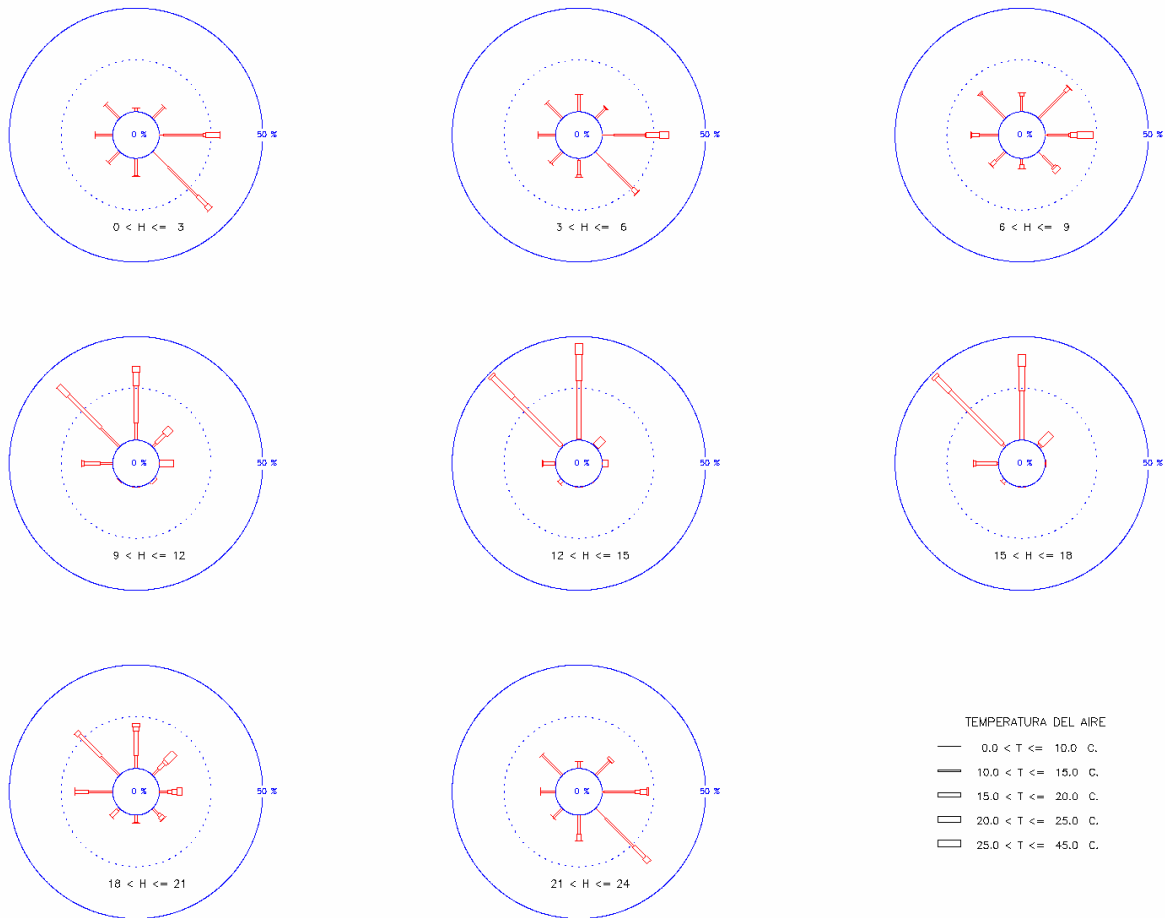 0 %
50 %
0 < H <= 3
0 %
50 %
3 < H <= 6
0 %
50 %
6 < H <= 9
0 %
50 %
9 < H <= 12
0 %
50 %
12 < H <= 15
0 %
50 %
15 < H <= 18
0 %
50 %
18 < H <= 21
0 %
50 %
21 < H <= 24
TEMPERATURA DEL AIRE
0.0 < T <= 10.0 C.
10.0 < T <= 15.0 C.
15.0 < T <= 20.0 C.
20.0 < T <= 25.0 C.
25.0 < T <= 45.0 C.